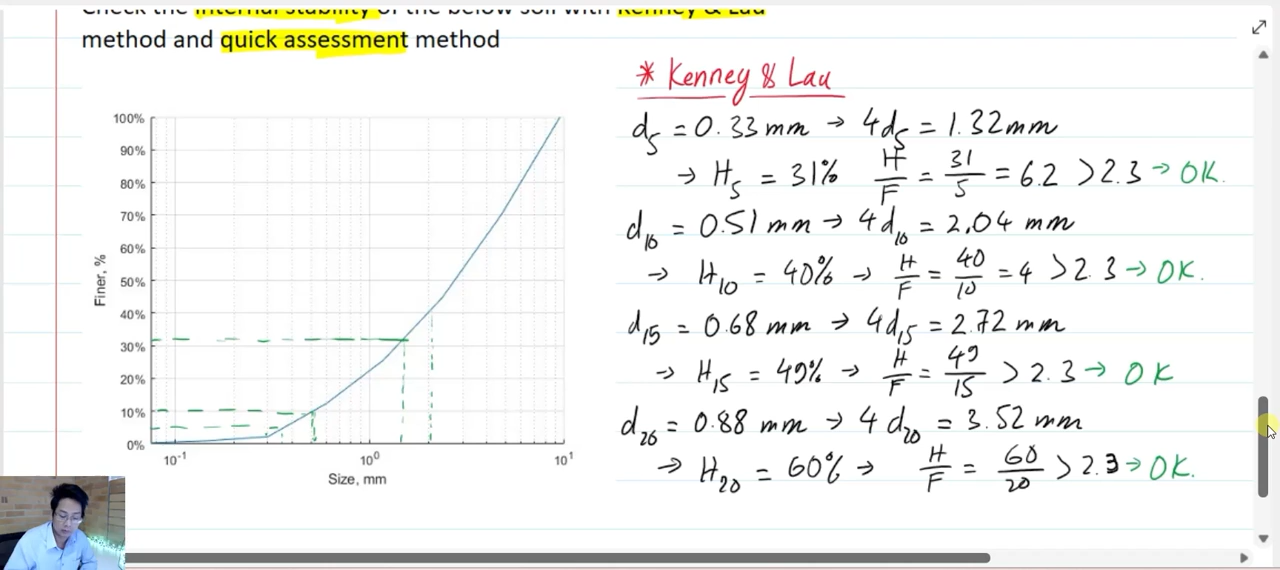 Check the internal stability of the below soil with Kenney & Lau
method and quick assessment method
* Kenney & Lau
d5 = 0.33 mm → 4d5 = 1.32 mm
→ H5 = 31% H/F = 31/5 = 6.2 > 2.3 → OK.
d10 = 0.51 mm → 4d10 = 2.04 mm
→ H10 = 40% → H/F = 40/10 = 4 > 2.3 → OK.
d15 = 0.68 mm → 4d15 = 2.72 mm
→ H15 = 49% → H/F = 49/15 > 2.3 → OK
d20 = 0.88 mm → 4d20 = 3.52 mm
→ H20 = 60% → H/F = 60/20 > 2.3 → OK.
100%
90%
80%
70%
60%
50%
40%
30%
20%
10%
0%
Finer, %
10-1
100
101
Size, mm